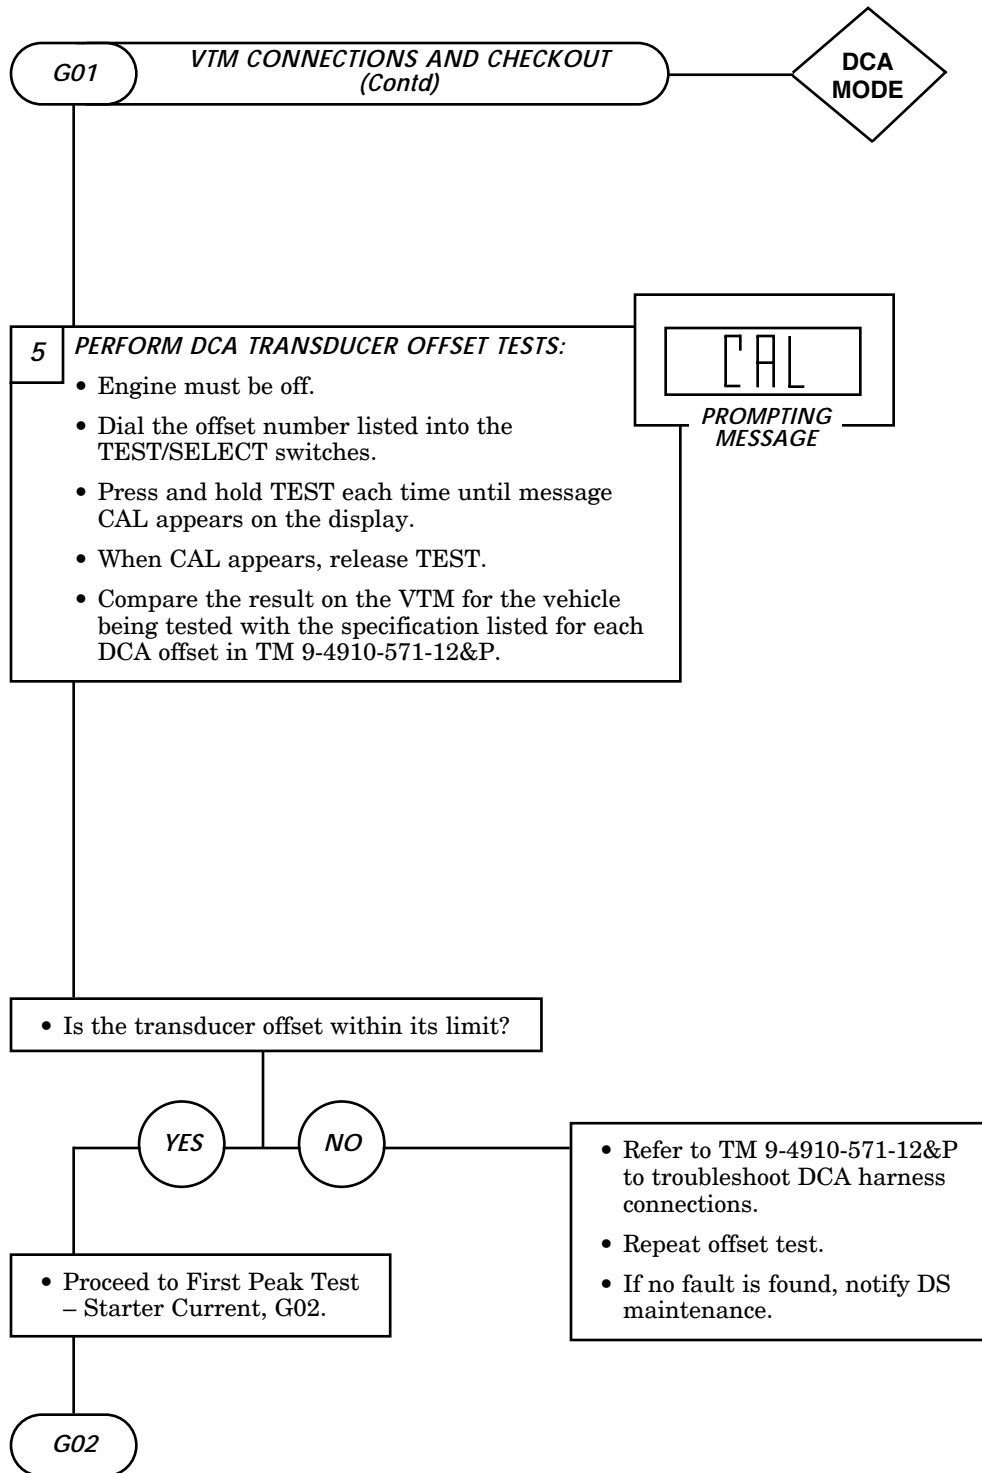 G01
VTM CONNECTIONS AND CHECKOUT
(Contd)
DCA
MODE
5
PERFORM DCA TRANSDUCER OFFSET TESTS:
• Engine must be off.
• Dial the offset number listed into the
TEST/SELECT switches.
• Press and hold TEST each time until message
CAL appears on the display.
• When CAL appears, release TEST.
• Compare the result on the VTM for the vehicle
being tested with the specification listed for each
DCA offset in TM 9-4910-571-12&P.
CAL
PROMPTING
MESSAGE
• Is the transducer offset within its limit?
YES
NO
• Refer to TM 9-4910-571-12&P
to troubleshoot DCA harness
connections.
• Repeat offset test.
• If no fault is found, notify DS
maintenance.
• Proceed to First Peak Test
– Starter Current, G02.
G02